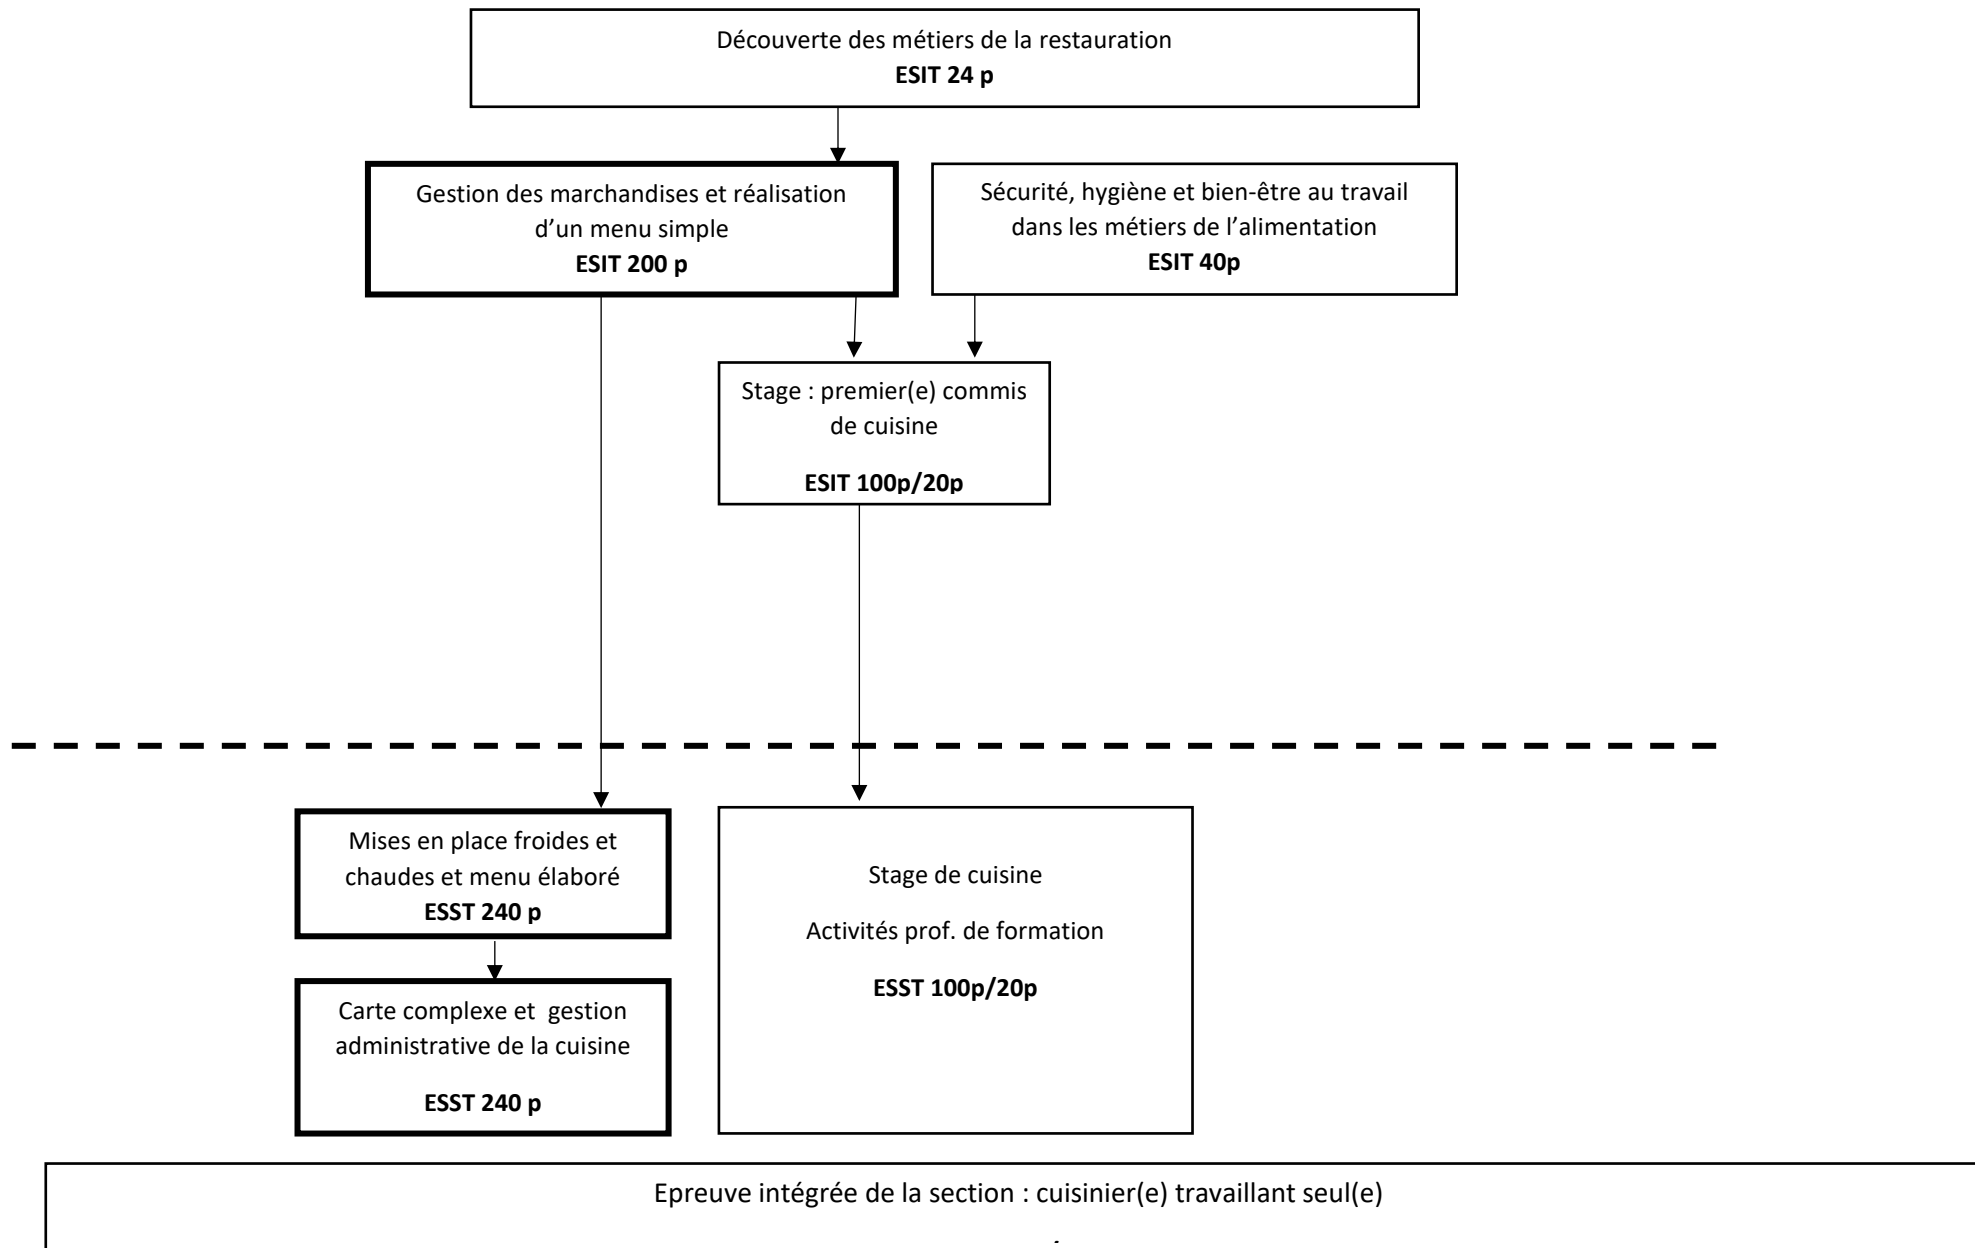 Découverte des métiers de la restauration
ESIT 24 p
Gestion des marchandises et réalisation
d’un menu simple
ESIT 200 p
Sécurité, hygiène et bien-être au travail
dans les métiers de l’alimentation
ESIT 40p
Stage : premier(e) commis
de cuisine
ESIT 100p/20p
Mises en place froides et
chaudes et menu élaboré
ESST 240 p
Stage de cuisine
Activités prof. de formation
ESST 100p/20p
Carte complexe et  gestion
administrative de la cuisine
ESST 240 p
Epreuve intégrée de la section : cuisinier(e) travaillant seul(e)